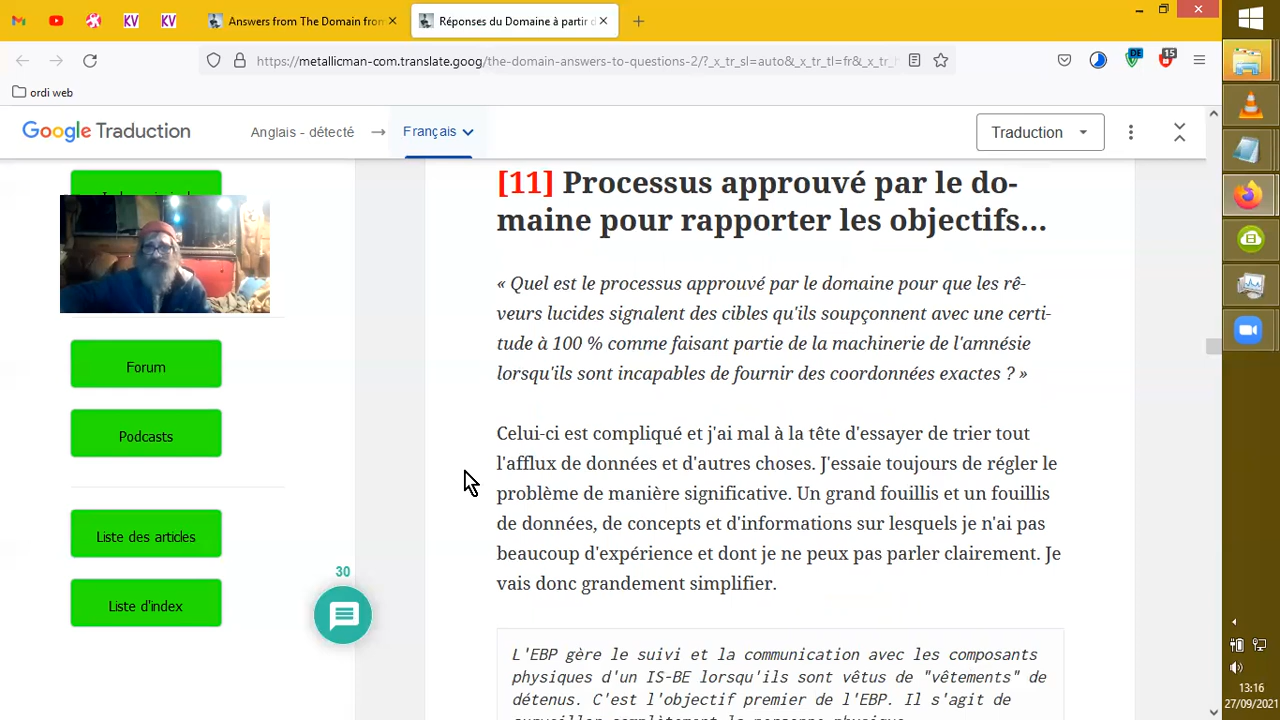 Answers from The Domain from
Réponses du Domaine à partir d
https://metallicman-com.translate.goog/the-domain-answers-to-questions-2/?_x_tr_sl=auto&_x_tr_tl=fr&_x_tr_h
DE
15
ordi web
Google Traduction
Anglais - détecté
Français
Traduction
[11] Processus approuvé par le do-
maine pour rapporter les objectifs...
« Quel est le processus approuvé par le domaine pour que les rê-
veurs lucides signalent des cibles qu'ils soupçonnent avec une certi-
tude à 100 % comme faisant partie de la machinerie de l'amnésie
lorsqu'ils sont incapables de fournir des coordonnées exactes ? »
Forum
Podcasts
Celui-ci est compliqué et j'ai mal à la tête d'essayer de trier tout
l'afflux de données et d'autres choses. J'essaie toujours de régler le
problème de manière significative. Un grand fouillis et un fouillis
de données, de concepts et d'informations sur lesquels je n'ai pas
beaucoup d'expérience et dont je ne peux pas parler clairement. Je
vais donc grandement simplifier.
Liste des articles
30
Liste d'index
L'EBP gère le suivi et la communication avec les composants
physiques d'un IS-BE lorsqu'ils sont vêtus de "vêtements" de
détenus. C'est l'objectif premier de l'EBP. Il s'agit de
13:16
27/09/2021